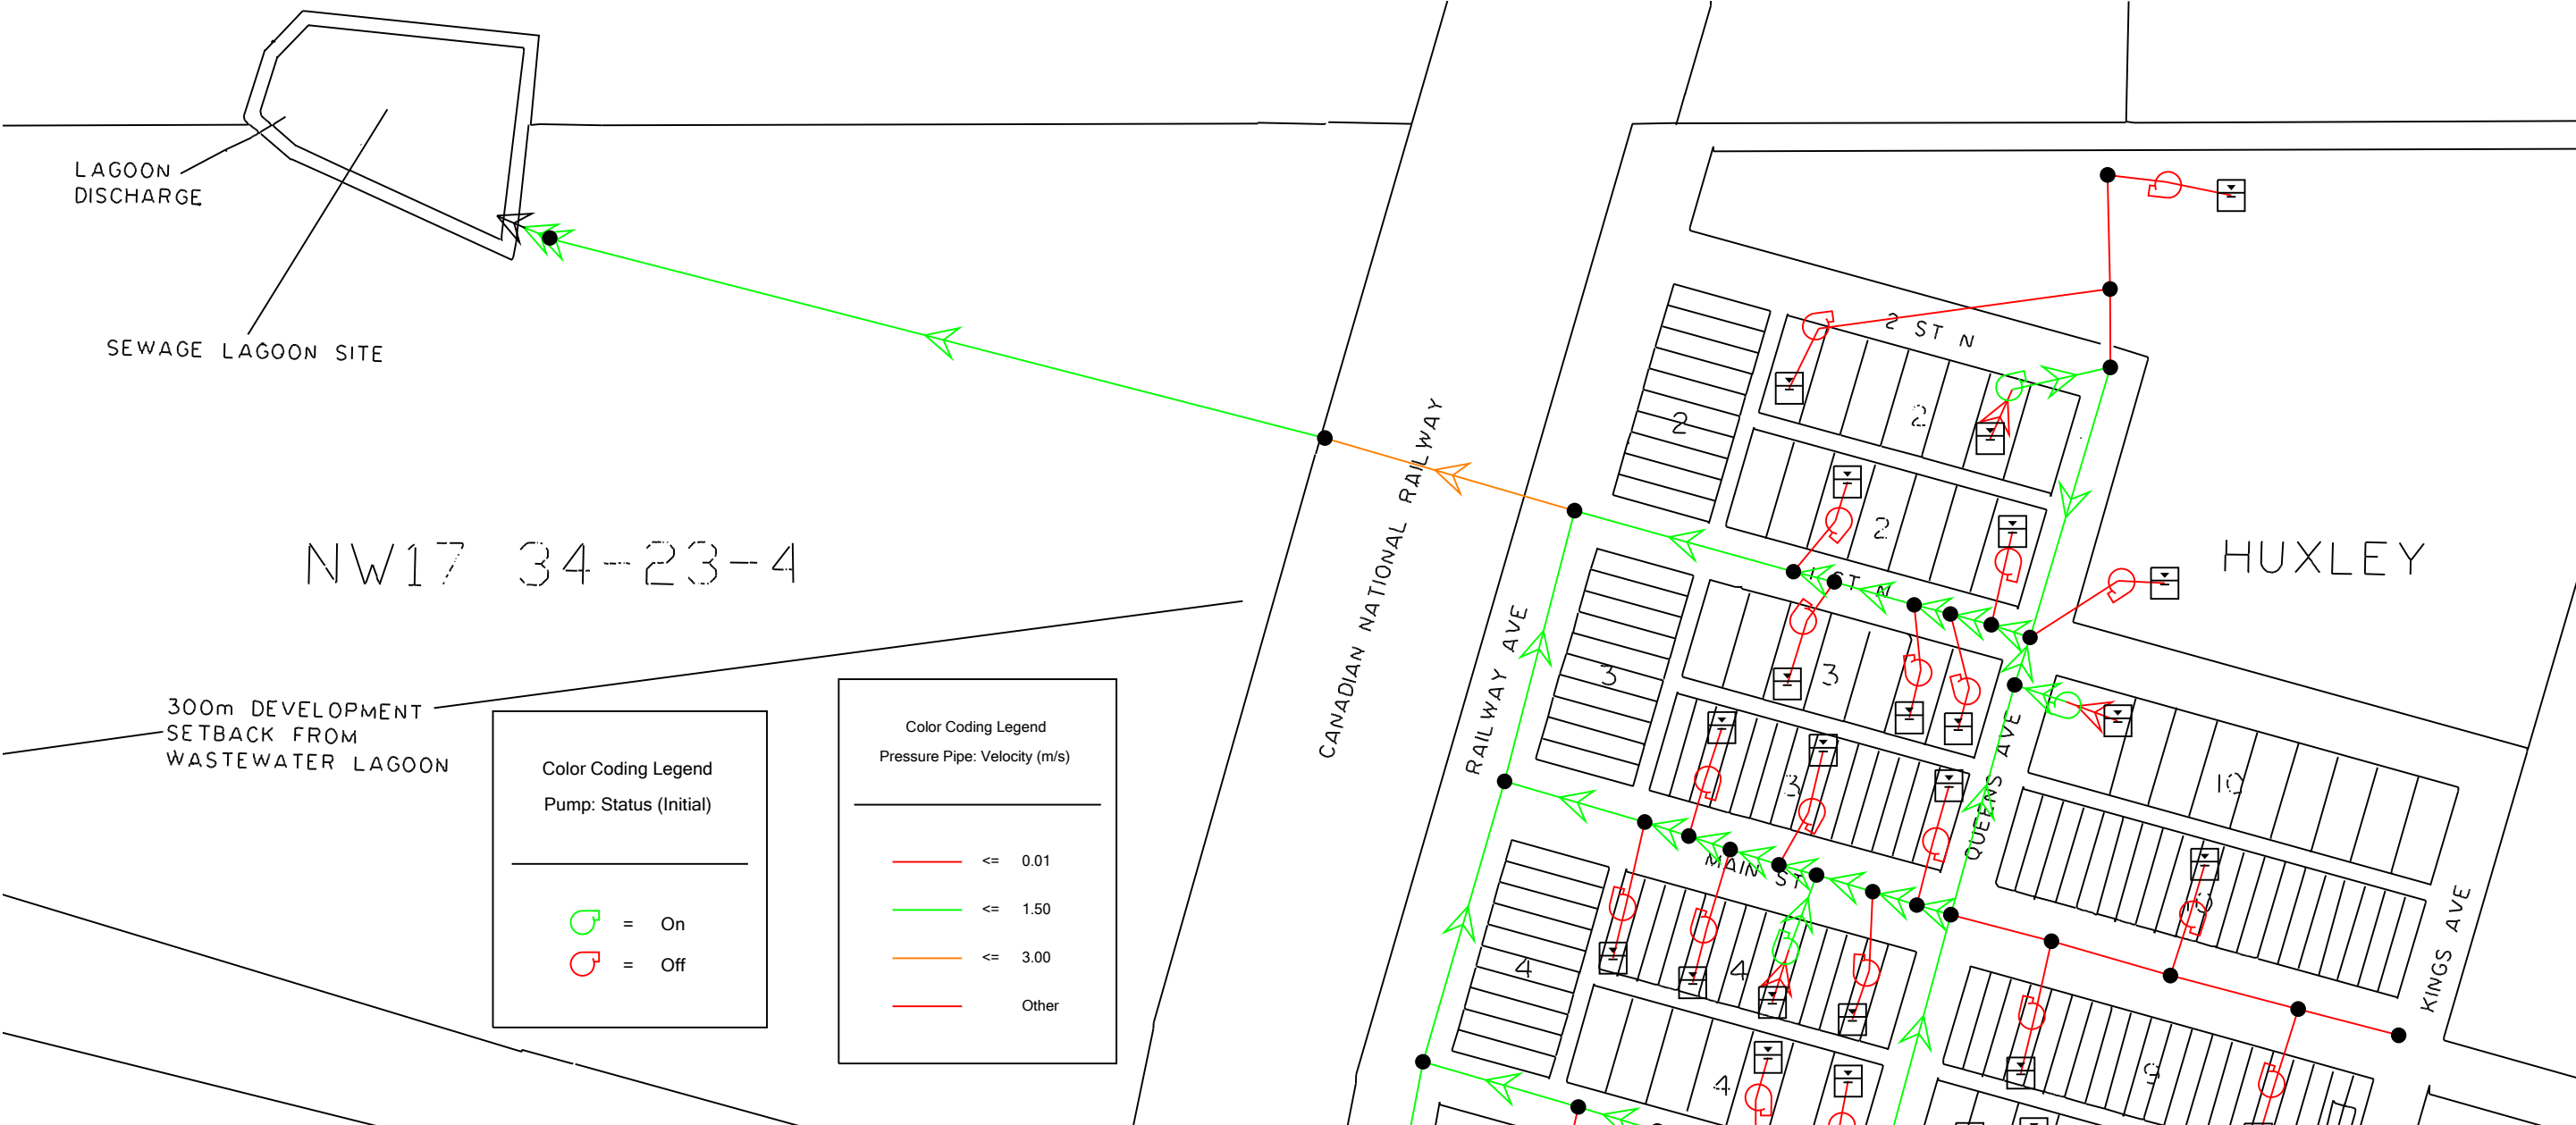 LAGOON
DISCHARGE
SEWAGE LAGOON SITE
NW17 34-23-4
300m DEVELOPMENT
SETBACK FROM
WASTEWATER LAGOON
Color Coding Legend
Pump: Status (Initial)
= On
= Off
Color Coding Legend
Pressure Pipe: Velocity (m/s)
<= 0.01
<= 1.50
<= 3.00
Other
CANADIAN NATIONAL RAILWAY
RAILWAY AVE
2 ST N
2
2
2
1 ST N
HUXLEY
3
3
3
QUEENS AVE
10
MAIN ST
4
4
4
KINGS AVE
9